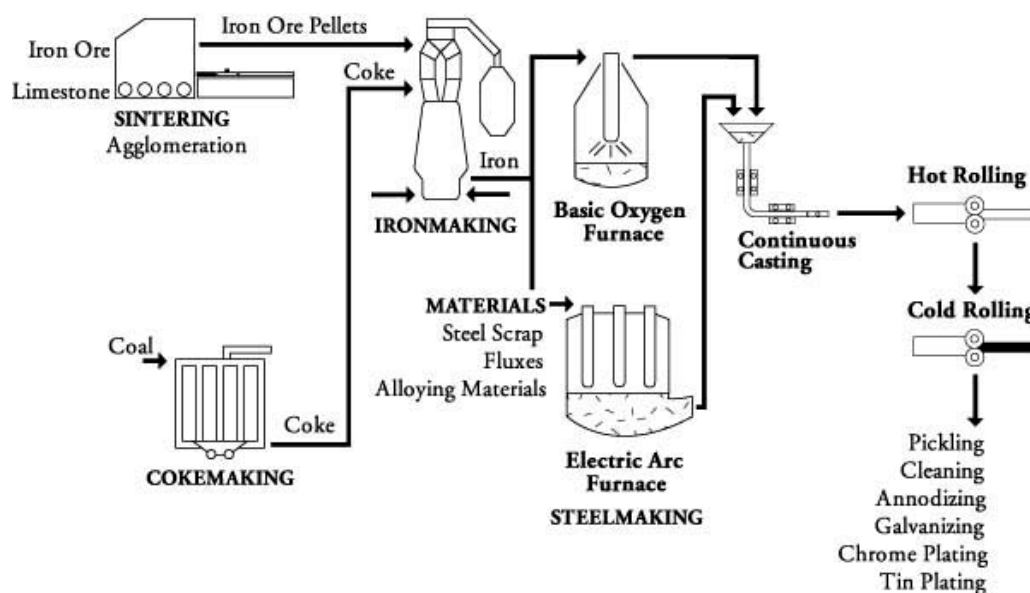 Iron Ore
Limestone
SINTERING
Agglomeration
Iron Ore Pellets
Coke
Iron
IRONMAKING
Coal
Coke
COKEMAKING
Basic Oxygen
Furnace
MATERIALS
Steel Scrap
Fluxes
Alloying Materials
Electric Arc
Furnace
STEELMAKING
Continuous
Casting
Hot Rolling
Cold Rolling
Pickling
Cleaning
Annodizing
Galvanizing
Chrome Plating
Tin Plating